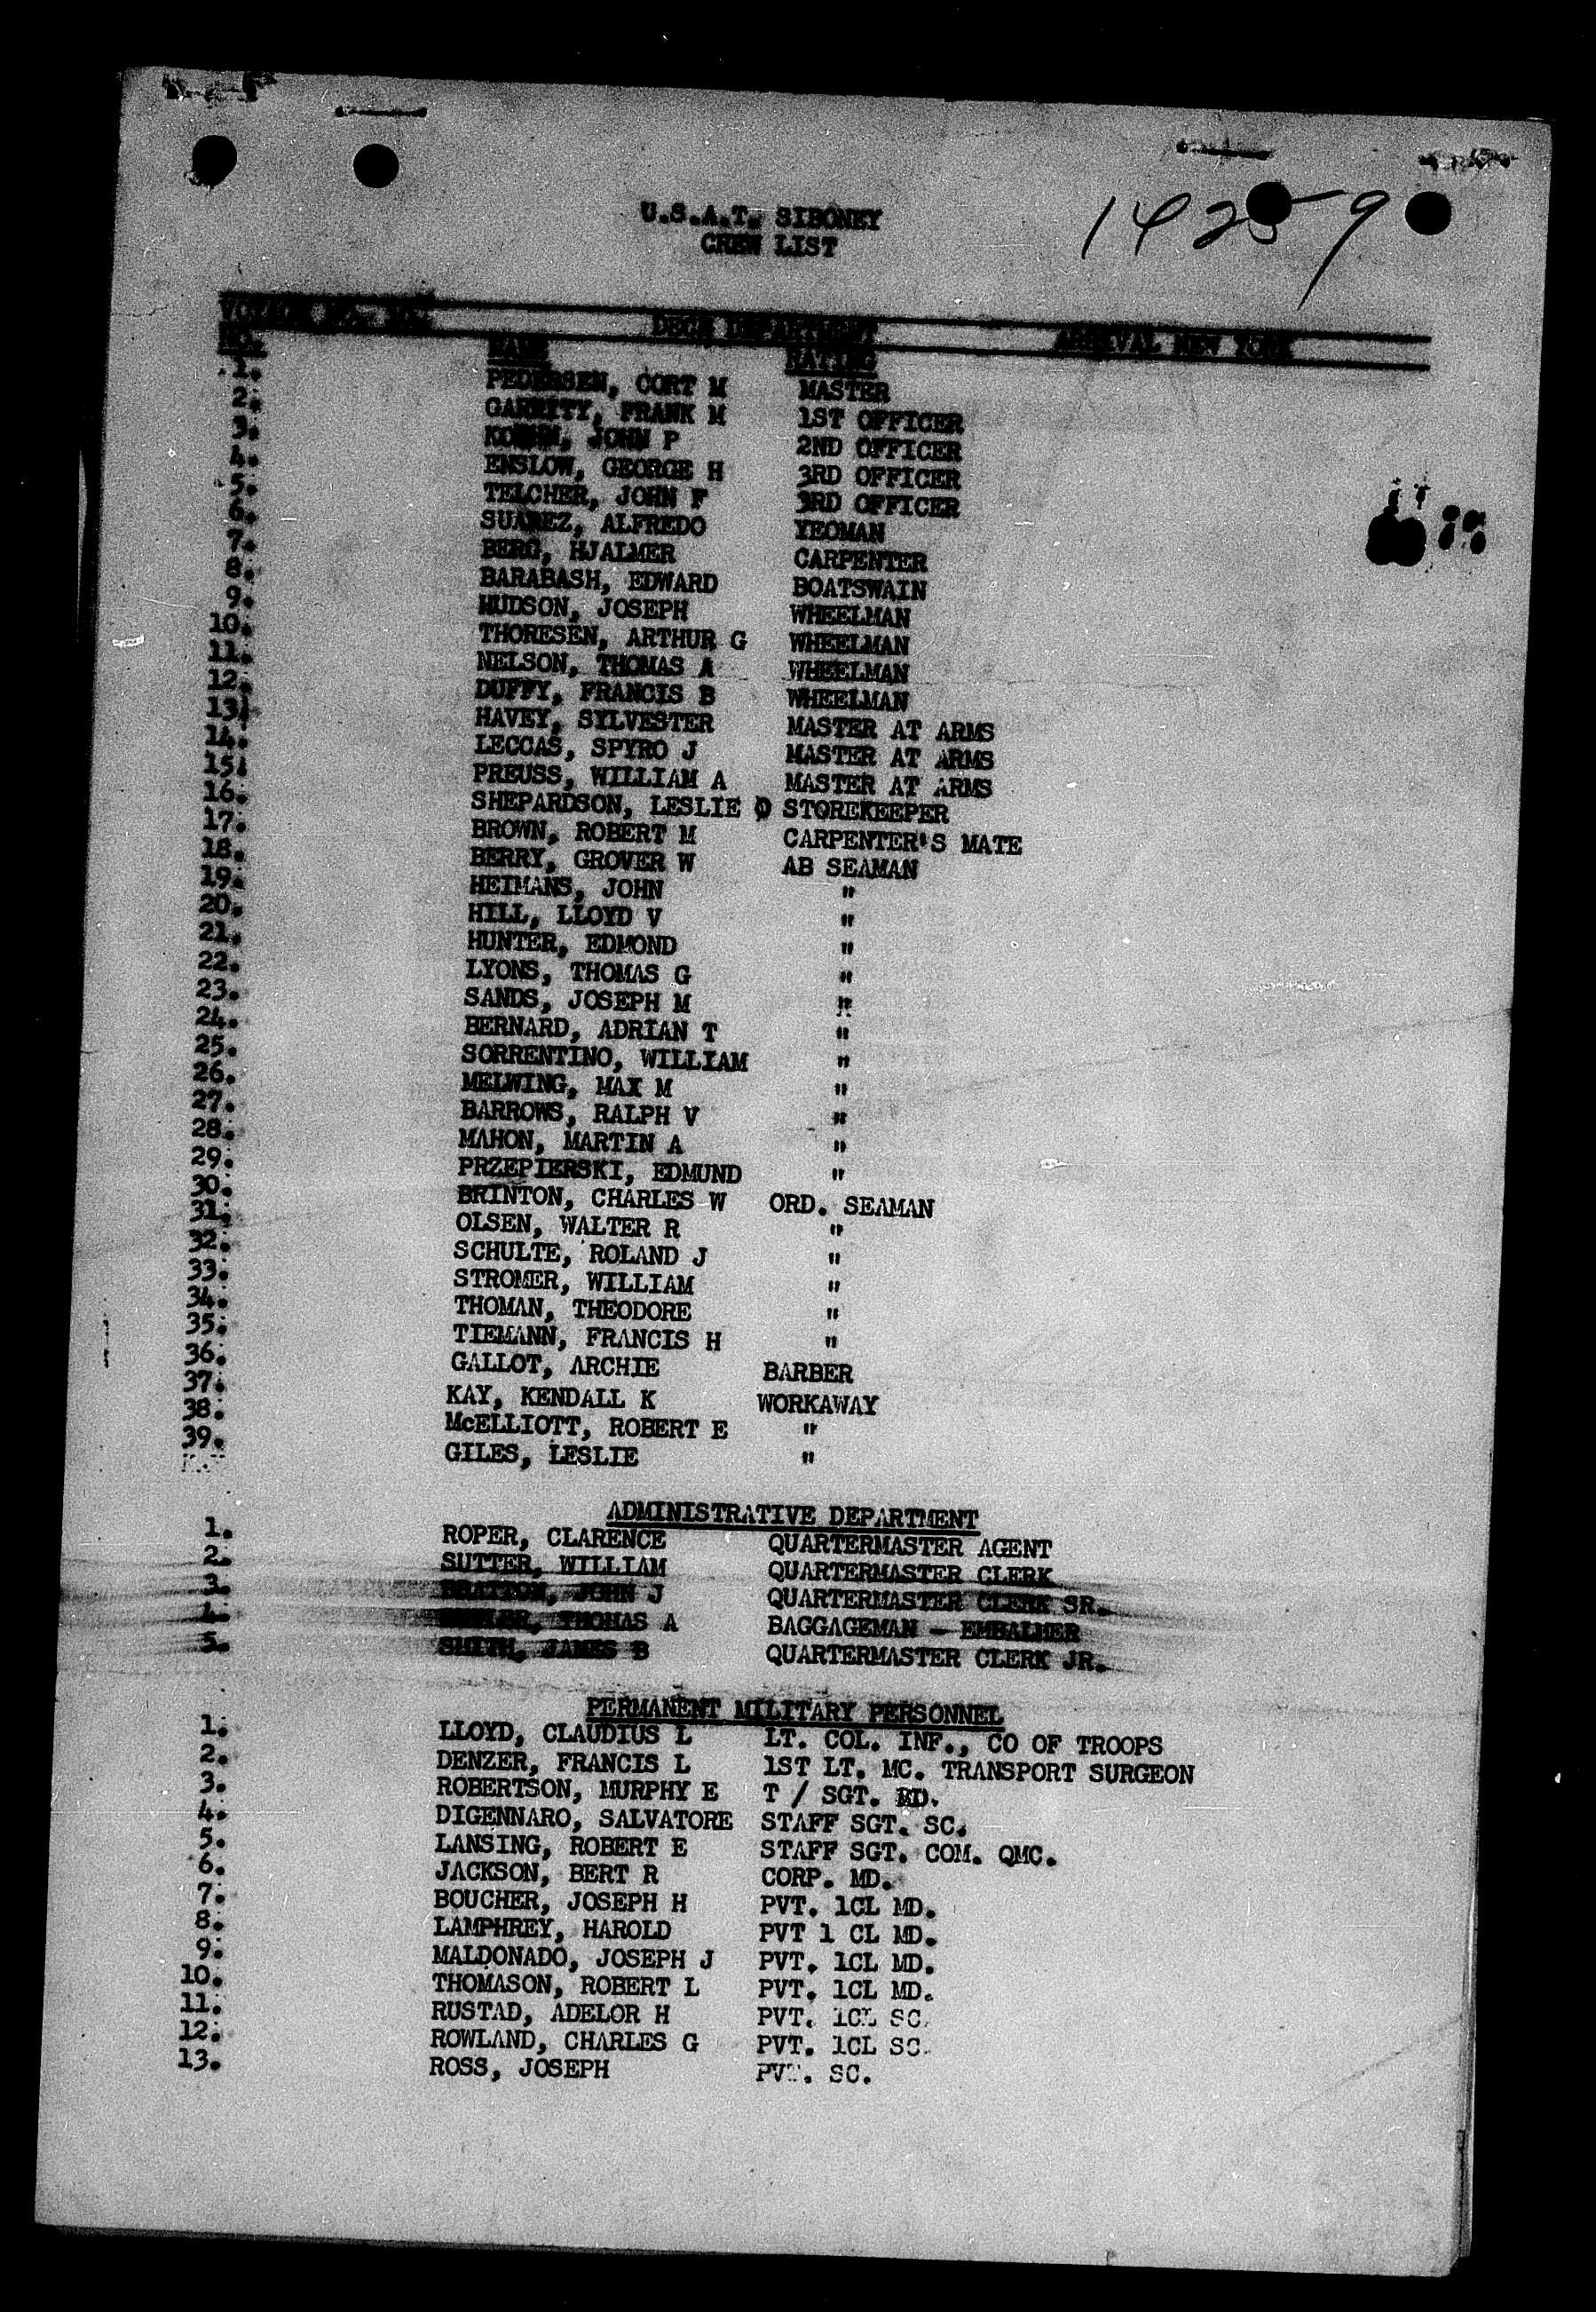 14259
U.S.A.T. SIBONEY
CREW LIST
VOYAGE NO. DECK DEPARTMENT ARRIVAL NEW YORK
NO. NAME RATING
1. PEDERSEN, CORT M MASTER
2. GARRITY, FRANK M 1ST OFFICER
3. JOHN P 2ND OFFICER
4. ENSLOW, GEORGE H 3RD OFFICER
5. TELCHER, JOHN F 3RD OFFICER
6. SUAREZ, ALFREDO YEOMAN
7. BERG, HJALMER CARPENTER
8. BARABASH, EDWARD BOATSWAIN
9. HUDSON, JOSEPH WHEELMAN
10. THORESEN, ARTHUR G WHEELMAN
11. NELSON, THOMAS A WHEELMAN
12. DUFFY, FRANCIS B WHEELMAN
13. HAVEY, SYLVESTER MASTER AT ARMS
14. LECCAS, SPYRO J MASTER AT ARMS
15. PREUSS, WILLIAM A MASTER AT ARMS
16. SHEPARDSON, LESLIE O STOREKEEPER
17. BROWN, ROBERT M CARPENTER'S MATE
18. BERRY, GROVER W AB SEAMAN
19. HEIMANS, JOHN "
20. HILL, LLOYD V "
21. HUNTER, EDMOND "
22. LYONS, THOMAS G "
23. SANDS, JOSEPH M "
24. BERNARD, ADRIAN T "
25. SORRENTINO, WILLIAM "
26. MELWING, MAX M "
27. BARROWS, RALPH V "
28. MAHON, MARTIN A "
29. PRZEPIERSKI, EDMUND "
30. BRINTON, CHARLES W ORD. SEAMAN
31. OLSEN, WALTER R "
32. SCHULTE, ROLAND J "
33. STROMER, WILLIAM "
34. THOMAN, THEODORE "
35. TIEMANN, FRANCIS H "
36. GALLOT, ARCHIE BARBER
37. KAY, KENDALL K WORKAWAY
38. McELLIOTT, ROBERT E "
39. GILES, LESLIE "
ADMINISTRATIVE DEPARTMENT
1. ROPER, CLARENCE QUARTERMASTER AGENT
2. SUTTER, WILLIAM QUARTERMASTER CLERK
3. BRATTON, JOHN J QUARTERMASTER CLERK SR.
4. THOMAS A BAGGAGEMAN - EMBALMER
5. SMITH, JAMES B QUARTERMASTER CLERK JR.
PERMANENT MILITARY PERSONNEL
1. LLOYD, CLAUDIUS L LT. COL. INF., CO OF TROOPS
2. DENZER, FRANCIS L 1ST LT. MC. TRANSPORT SURGEON
3. ROBERTSON, MURPHY E T / SGT. MD.
4. DIGENNARO, SALVATORE STAFF SGT. SC.
5. LANSING, ROBERT E STAFF SGT. COM. QMC.
6. JACKSON, BERT R CORP. MD.
7. BOUCHER, JOSEPH H PVT. 1CL MD.
8. LAMPHREY, HAROLD PVT 1 CL MD.
9. MALDONADO, JOSEPH J PVT. 1CL MD.
10. THOMASON, ROBERT L PVT. 1CL MD.
11. RUSTAD, ADELOR H PVT. 1CL SC.
12. ROWLAND, CHARLES G PVT. 1CL SC.
13. ROSS, JOSEPH PVT. SC.